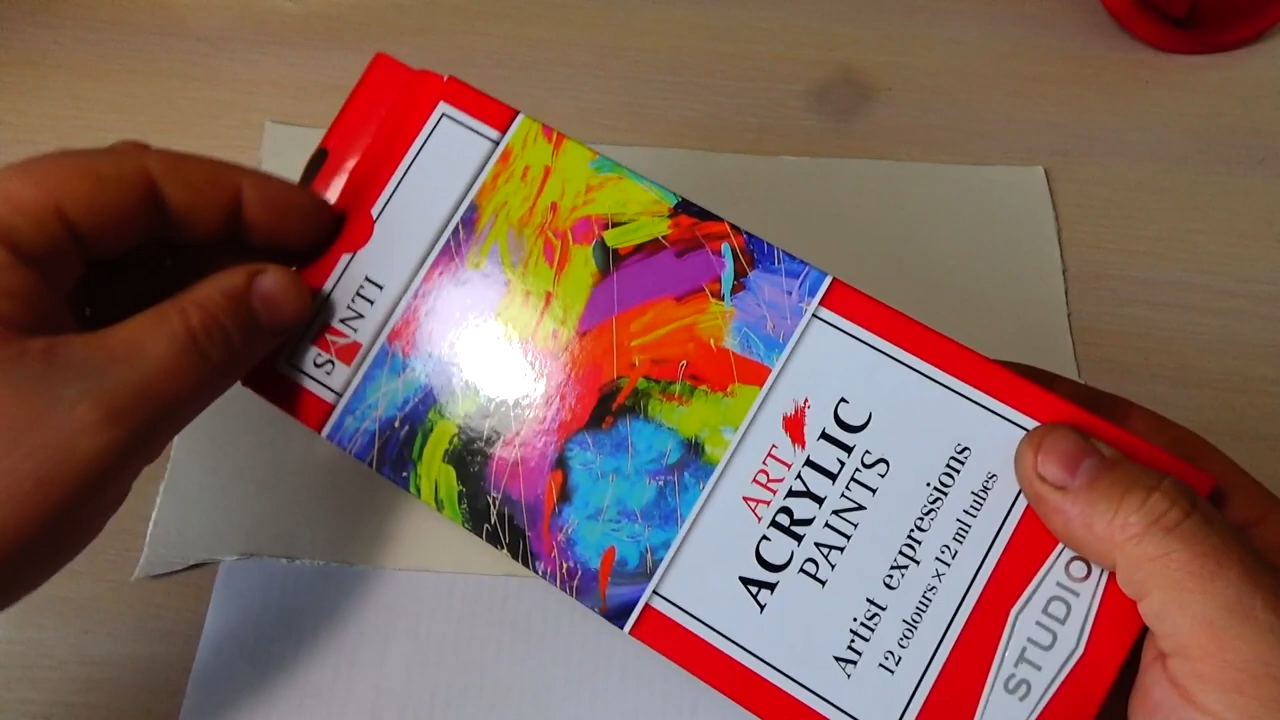 SANTI
ART
ACRYLIC
PAINTS
Artist expressions
12 colours x 12 ml tubes
STUDIO